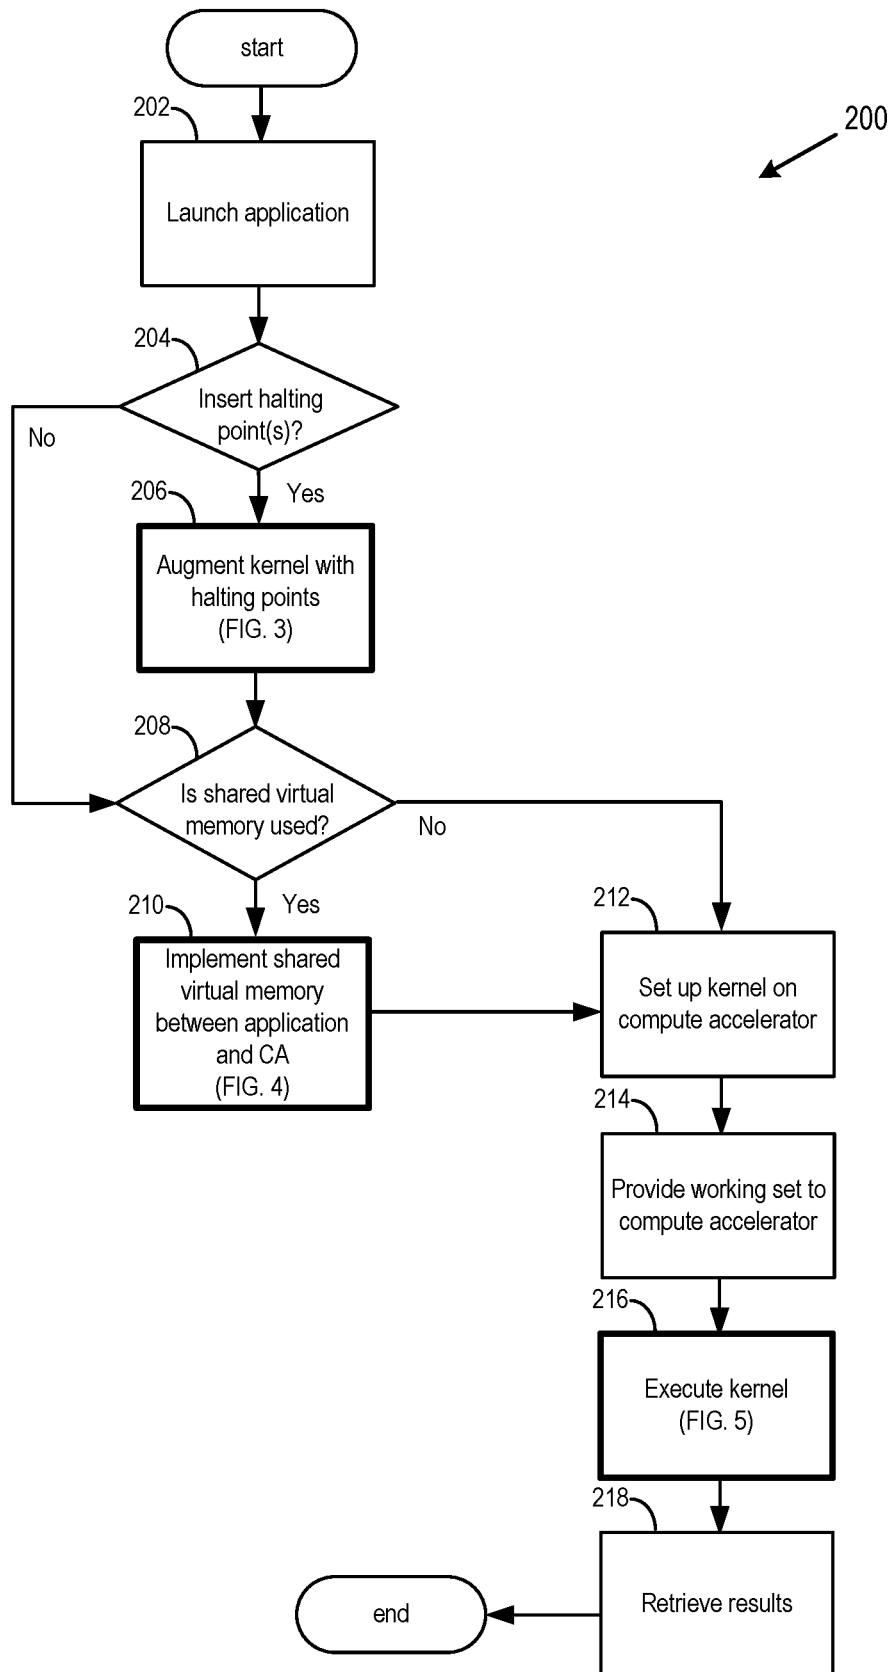 start
202
200
Launch application
204
Insert halting
point(s)?
No
206
Yes
Augment kernel with
halting points
(FIG. 3)
208
Is shared virtual
memory used?
No
210
Yes
212
Implement shared
virtual memory
between application
and CA
(FIG. 4)
Set up kernel on
compute accelerator
214
Provide working set to
compute accelerator
216
Execute kernel
(FIG. 5)
218
Retrieve results
end